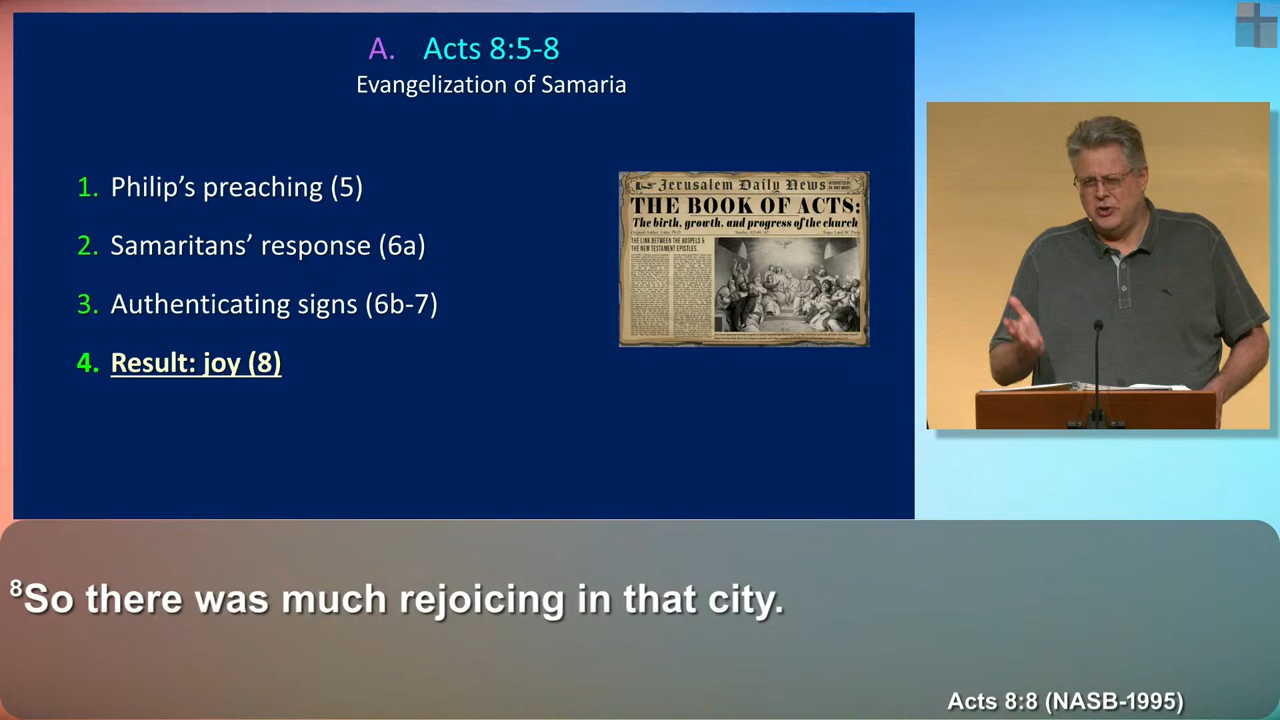 A. Acts 8:5-8
Evangelization of Samaria
1. Philip’s preaching (5)
2. Samaritans’ response (6a)
3. Authenticating signs (6b-7)
4. Result: joy (8)
Jerusalem Daily News
THE BOOK OF ACTS:
The birth, growth, and progress of the church
THE LINK BETWEEN THE GOSPELS &
THE NEW TESTAMENT EPISTLES.
8So there was much rejoicing in that city.
Acts 8:8 (NASB-1995)